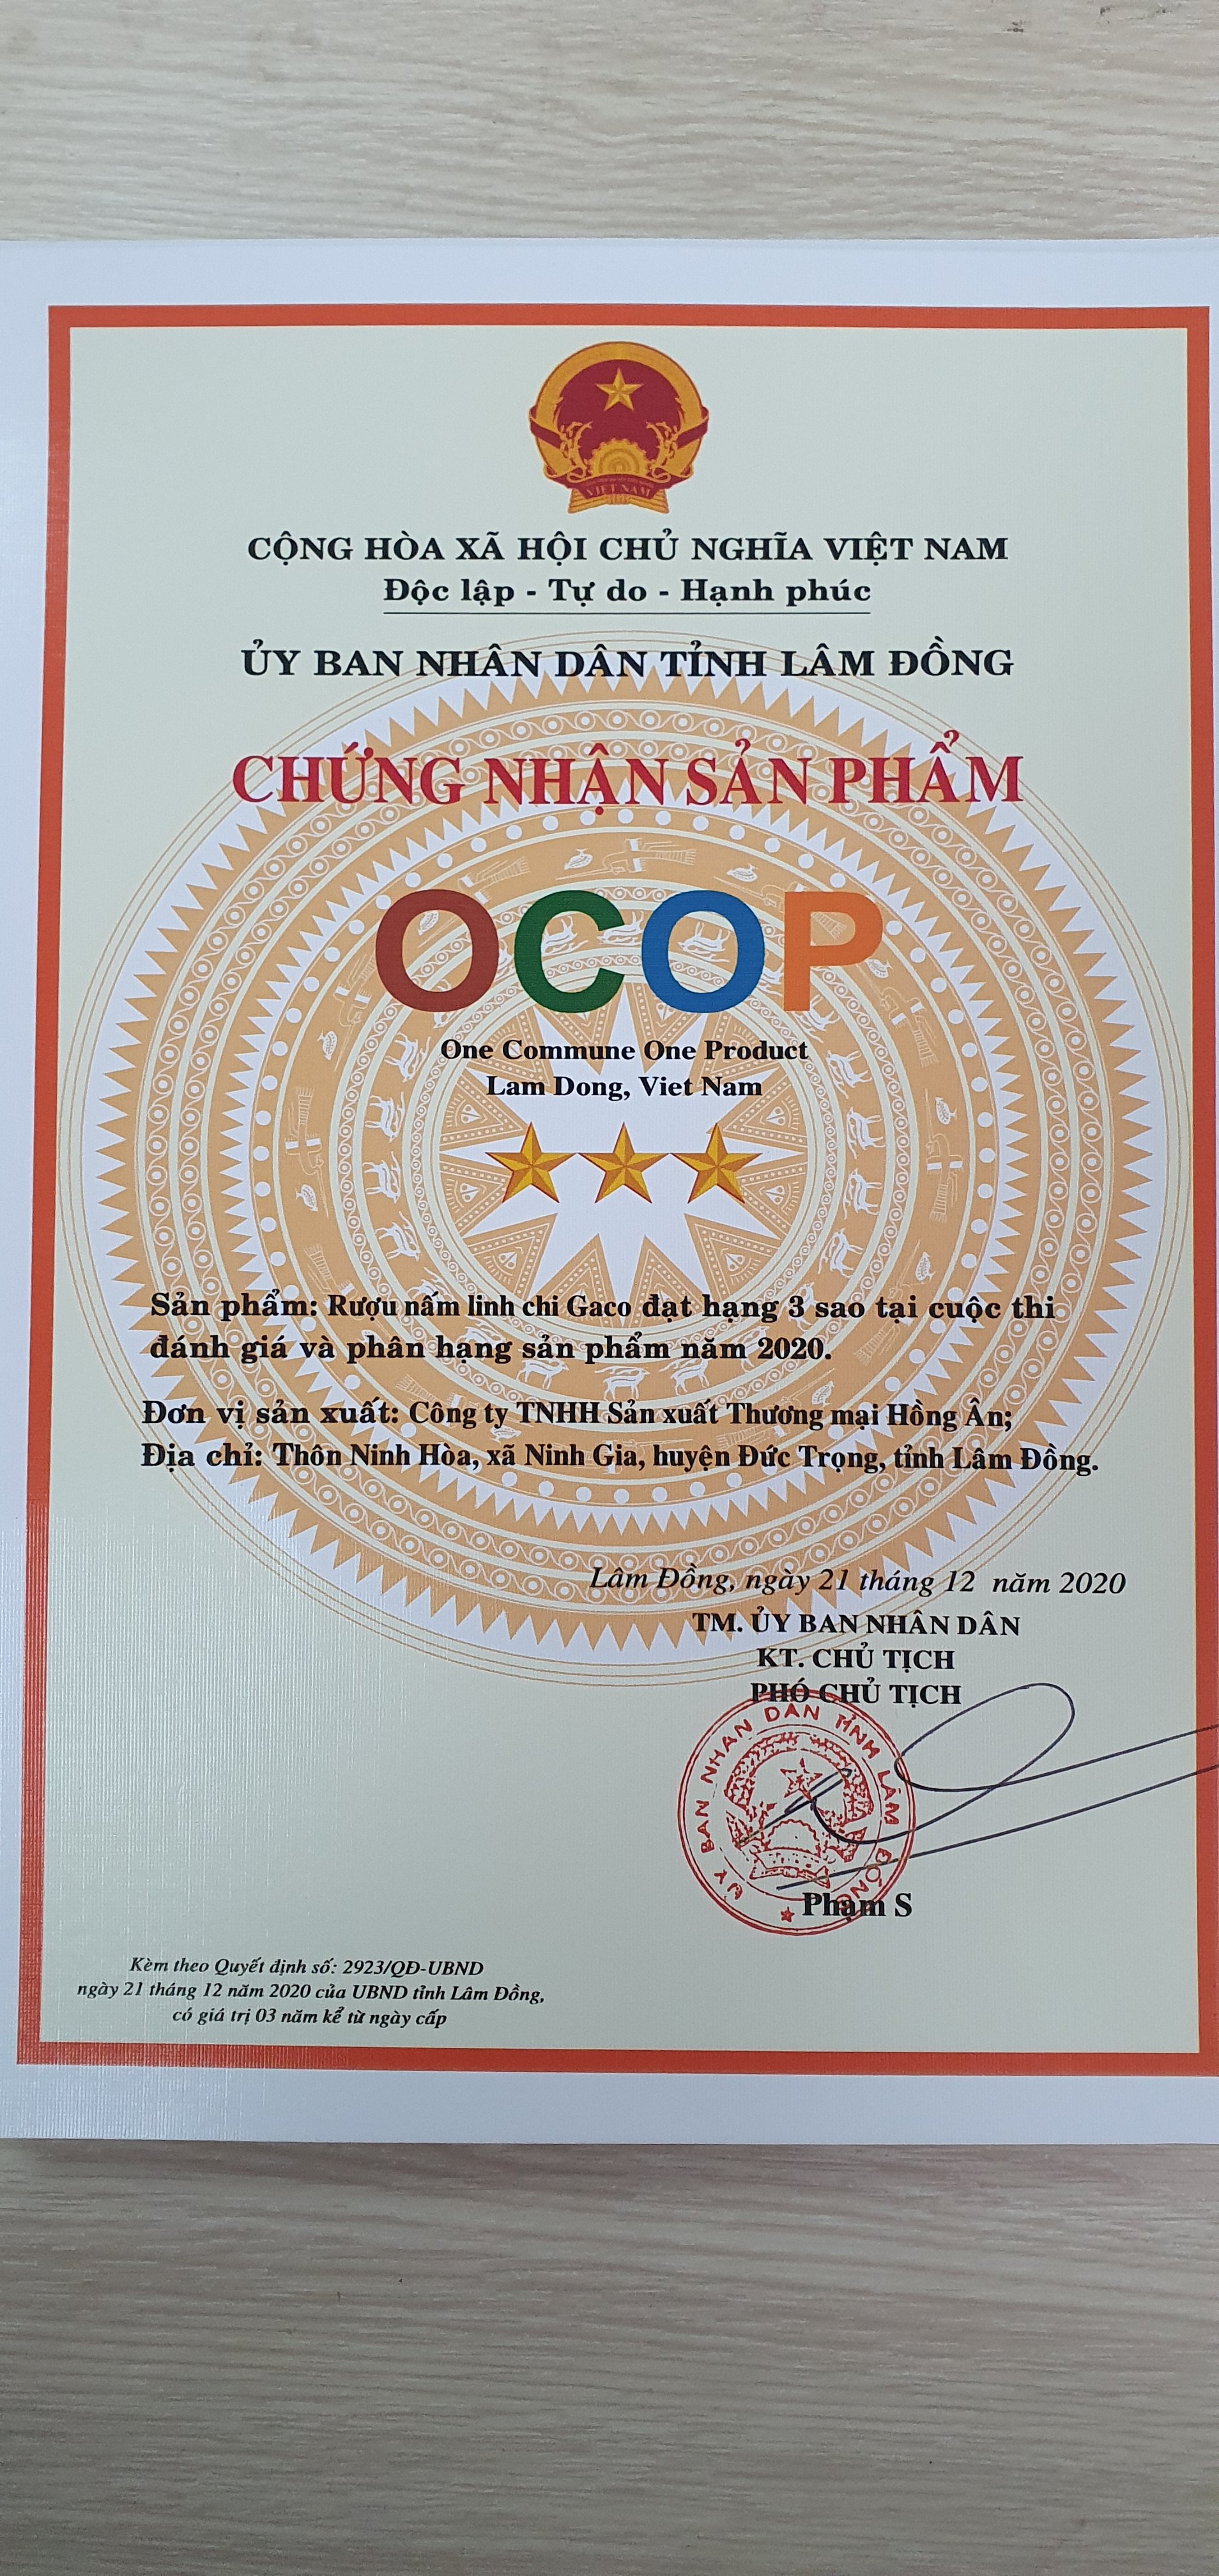 VIỆT NAM
CỘNG HÒA XÃ HỘI CHỦ NGHĨA VIỆT NAM
Độc lập - Tự do - Hạnh phúc
ỦY BAN NHÂN DÂN TỈNH LÂM ĐỒNG
CHỨNG NHẬN SẢN PHẨM
OCOP
One Commune One Product
Lam Dong, Viet Nam
Sản phẩm: Rượu nấm linh chi Gaco đạt hạng 3 sao tại cuộc thi
đánh giá và phân hạng sản phẩm năm 2020.
Đơn vị sản xuất: Công ty TNHH Sản xuất Thương mại Hồng Ân;
Địa chỉ: Thôn Ninh Hòa, xã Ninh Gia, huyện Đức Trọng, tỉnh Lâm Đồng.
Lâm Đồng, ngày 21 tháng 12 năm 2020
TM. ỦY BAN NHÂN DÂN
KT. CHỦ TỊCH
PHÓ CHỦ TỊCH
ỦY BAN NHÂN DÂN TỈNH LÂM ĐỒNG
Phạm S
Kèm theo Quyết định số: 2923/QĐ-UBND
ngày 21 tháng 12 năm 2020 của UBND tỉnh Lâm Đồng,
có giá trị 03 năm kể từ ngày cấp